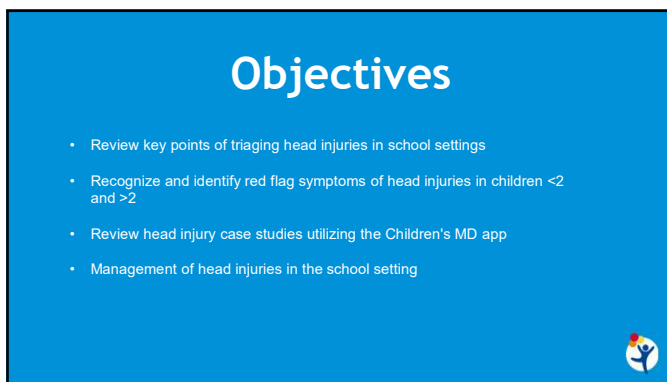 Objectives
• Review key points of triaging head injuries in school settings
• Recognize and identify red flag symptoms of head injuries in children <2
and >2
• Review head injury case studies utilizing the Children's MD app
• Management of head injuries in the school setting